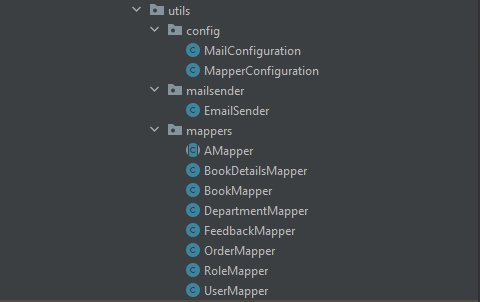 utils
config
MailConfiguration
MapperConfiguration
mailsender
EmailSender
mappers
AMapper
BookDetailsMapper
BookMapper
DepartmentMapper
FeedbackMapper
OrderMapper
RoleMapper
UserMapper